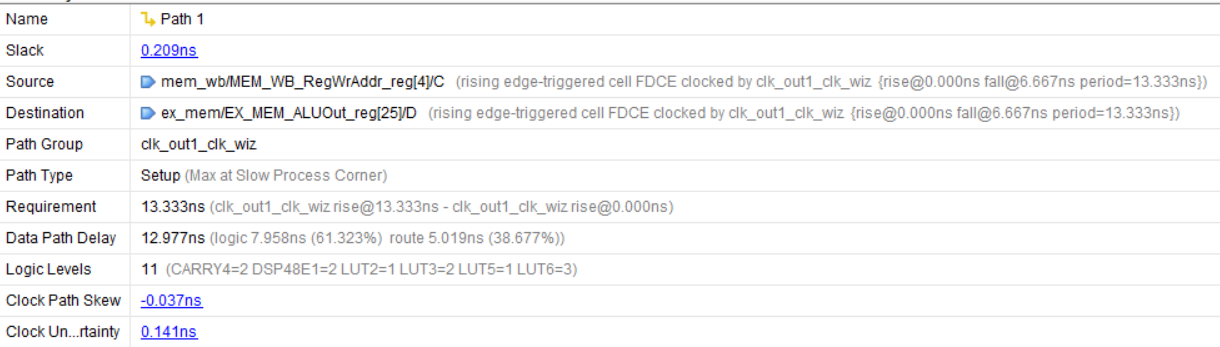 Name Path 1
Slack 0.209ns
Source mem_wb/MEM_WB_RegWrAddr_reg[4]/C (rising edge-triggered cell FDCE clocked by clk_out1_clk_wiz {rise@0.000ns fall@6.667ns period=13.333ns})
Destination ex_mem/EX_MEM_ALUOut_reg[25]/D (rising edge-triggered cell FDCE clocked by clk_out1_clk_wiz {rise@0.000ns fall@6.667ns period=13.333ns})
Path Group clk_out1_clk_wiz
Path Type Setup (Max at Slow Process Corner)
Requirement 13.333ns (clk_out1_clk_wiz rise@13.333ns - clk_out1_clk_wiz rise@0.000ns)
Data Path Delay 12.977ns (logic 7.958ns (61.323%) route 5.019ns (38.677%))
Logic Levels 11 (CARRY4=2 DSP48E1=2 LUT2=1 LUT3=2 LUT5=1 LUT6=3)
Clock Path Skew -0.037ns
Clock Un...rtainty 0.141ns